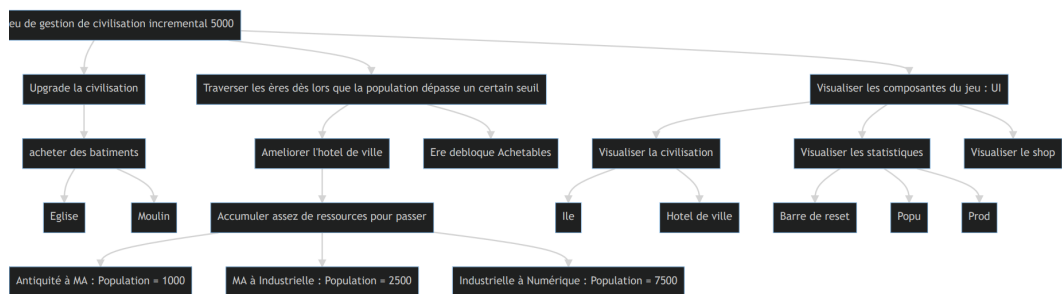 eu de gestion de civilisation incremental 5000
Upgrade la civilisation
Traverser les ères dès lors que la population dépasse un certain seuil
Visualiser les composantes du jeu : UI
acheter des batiments
Ameliorer l'hotel de ville
Ere debloque Achetables
Visualiser la civilisation
Visualiser les statistiques
Visualiser le shop
Eglise
Moulin
Accumuler assez de ressources pour passer
Ile
Hotel de ville
Barre de reset
Popu
Prod
Antiquité à MA : Population = 1000
MA à Industrielle : Population = 2500
Industrielle à Numérique : Population = 7500